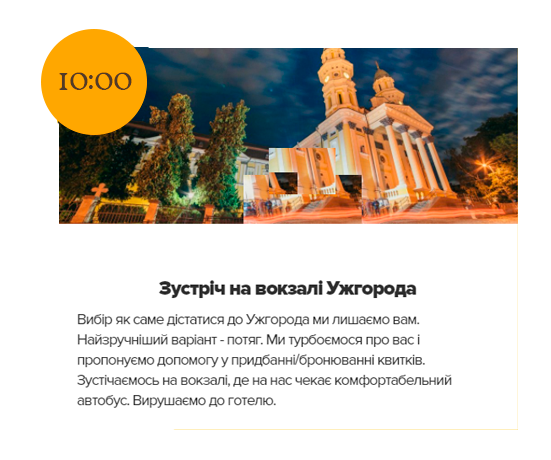 10:00
Зустріч на вокзалі Ужгорода
Вибір як саме дістатися до Ужгорода ми лишаємо вам.
Найзручніший варіант - потяг. Ми турбоємося про вас і
пропонуємо допомогу у придбанні/бронюванні квитків.
Зустічаємось на вокзалі, де на нас чекає комфортабельний
автобус. Вирушаємо до готелю.